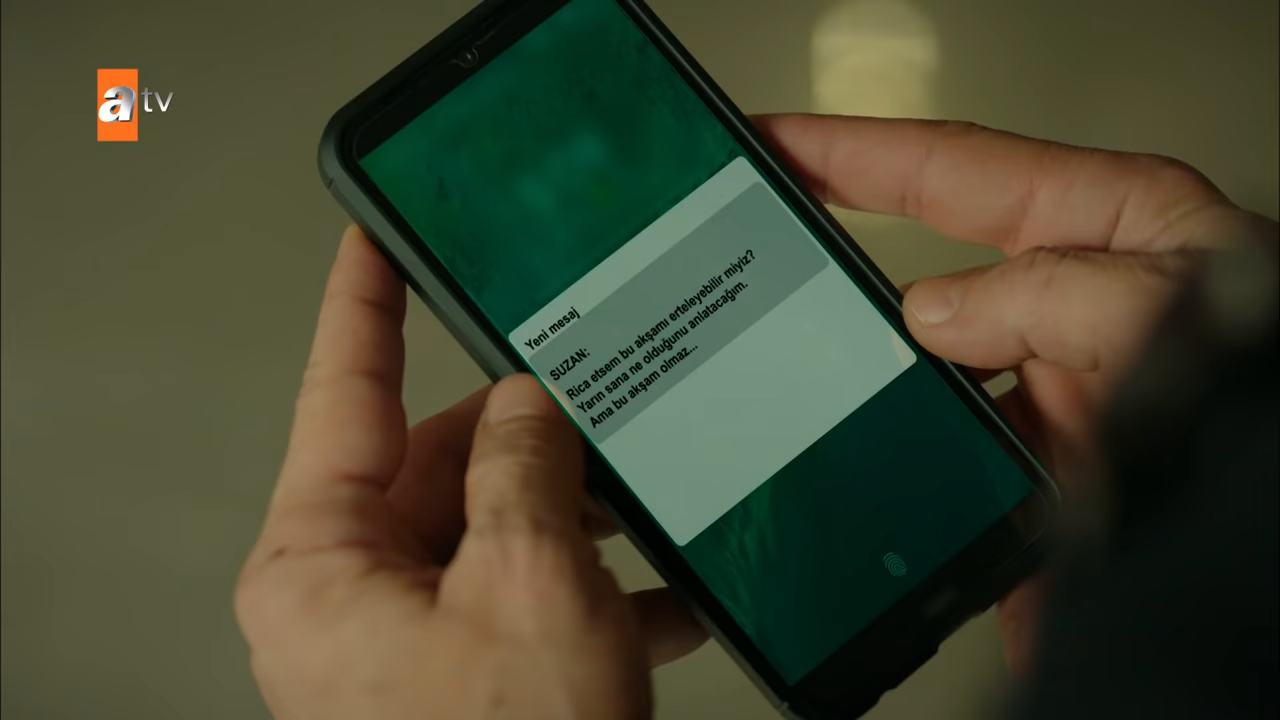 atv
Yeni mesaj
SUZAN:
Rica etsem bu akşamı erteleyebilir miyiz?
Yarın sana ne olduğunu anlatacağım.
Ama bu akşam olmaz...